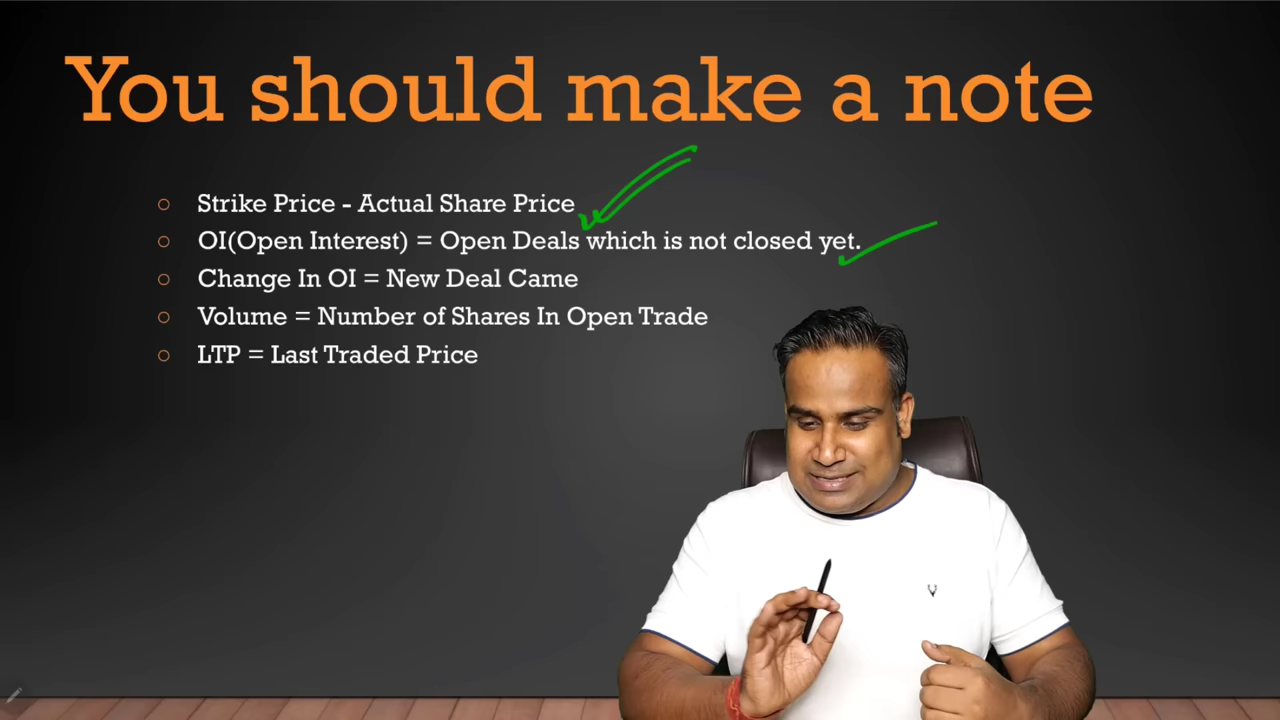 You should make a note
Strike Price - Actual Share Price
OI(Open Interest) = Open Deals which is not closed yet.
Change In OI = New Deal Came
Volume = Number of Shares In Open Trade
LTP = Last Traded Price